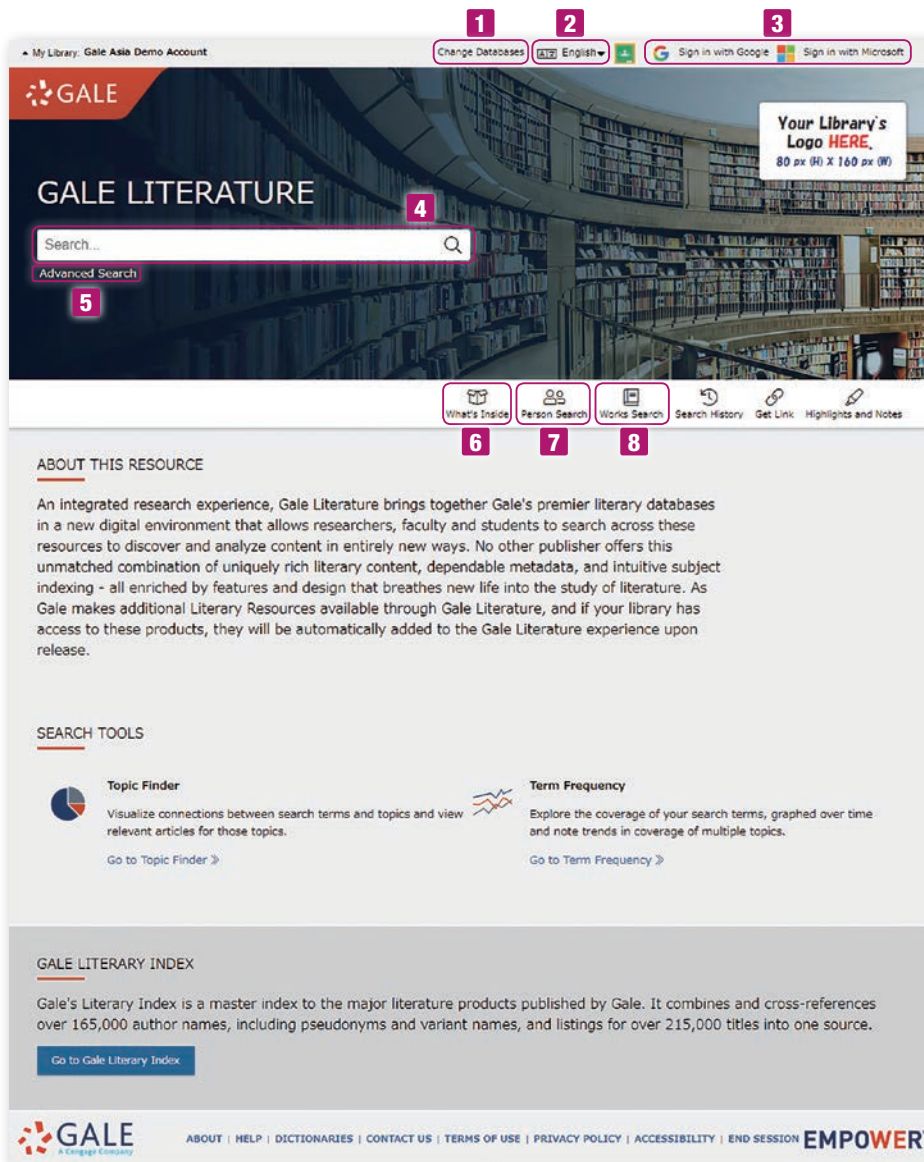 1 2 3
My Library: Gale Asia Demo Account Change Databases English Sign in with Google Sign in with Microsoft
GALE
Your Library's
Logo HERE.
80 px (H) X 160 px (W)
GALE LITERATURE
4
Search...
Advanced Search
5
What's Inside Person Search Works Search Search History Get Link Highlights and Notes
6 7 8
ABOUT THIS RESOURCE
An integrated research experience, Gale Literature brings together Gale's premier literary databases
in a new digital environment that allows researchers, faculty and students to search across these
resources to discover and analyze content in entirely new ways. No other publisher offers this
unmatched combination of uniquely rich literary content, dependable metadata, and intuitive subject
indexing - all enriched by features and design that breathes new life into the study of literature. As
Gale makes additional Literary Resources available through Gale Literature, and if your library has
access to these products, they will be automatically added to the Gale Literature experience upon
release.
SEARCH TOOLS
Topic Finder
Visualize connections between search terms and topics and view
relevant articles for those topics.
Go to Topic Finder »
Term Frequency
Explore the coverage of your search terms, graphed over time
and note trends in coverage of multiple topics.
Go to Term Frequency »
GALE LITERARY INDEX
Gale's Literary Index is a master index to the major literature products published by Gale. It combines and cross-references
over 165,000 author names, including pseudonyms and variant names, and listings for over 215,000 titles into one source.
Go to Gale Literary Index
GALE
A Cengage Company
ABOUT | HELP | DICTIONARIES | CONTACT US | TERMS OF USE | PRIVACY POLICY | ACCESSIBILITY | END SESSION EMPOWER